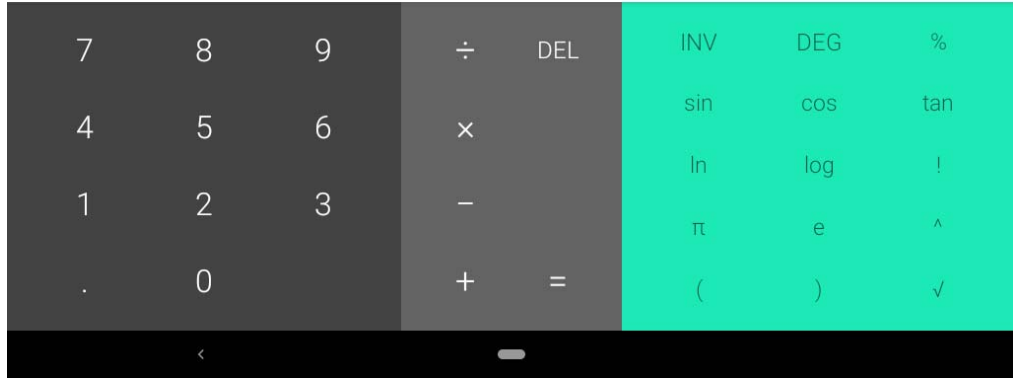 7 8 9 ÷ DEL INV DEG %
4 5 6 × sin cos tan
1 2 3 − ln log !
. 0 + = π e ^
( ) √